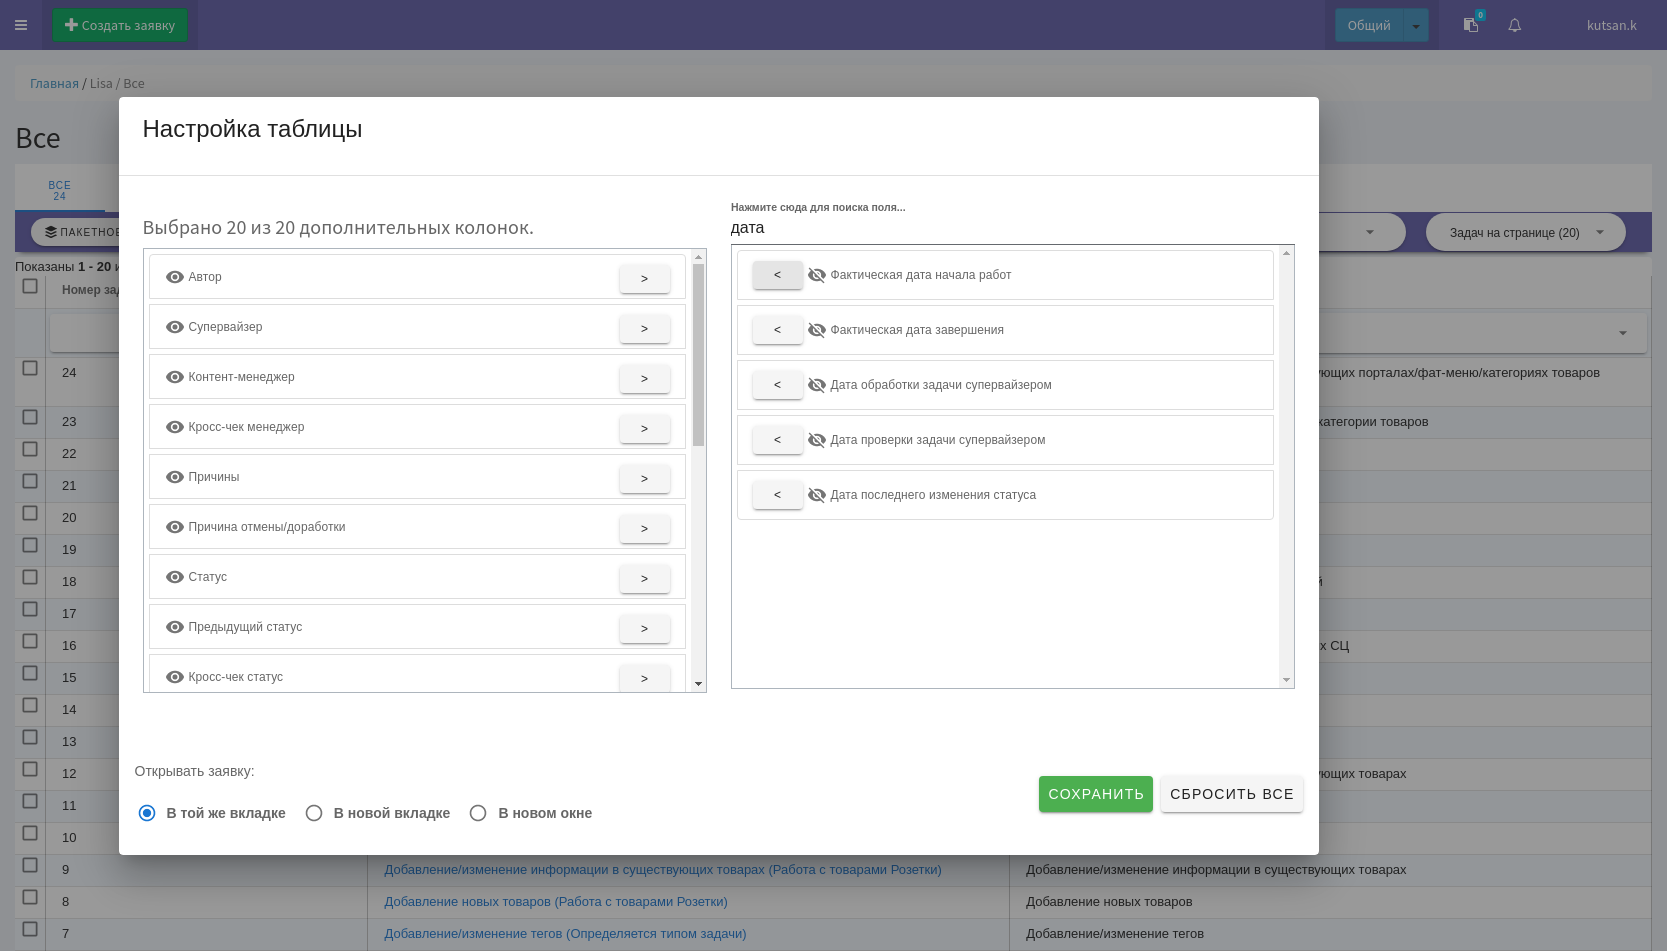 Создать заявку
Общий
0
kutsan.k
Главная / Lisa / Все
Все
ВСЕ
24
ПАКЕТНОЕ
Задач на странице (20)
Показаны 1 - 20 и
Номер зад
Настройка таблицы
Выбрано 20 из 20 дополнительных колонок.
Нажмите сюда для поиска поля...
дата
Автор >
Супервайзер >
Контент-менеджер >
Кросс-чек менеджер >
Причины >
Причина отмены/доработки >
Статус >
Предыдущий статус >
Кросс-чек статус >
< Фактическая дата начала работ
< Фактическая дата завершения
< Дата обработки задачи супервайзером
< Дата проверки задачи супервайзером
< Дата последнего изменения статуса
Открывать заявку:
В той же вкладке В новой вкладке В новом окне
СОХРАНИТЬ СБРОСИТЬ ВСЕ
24 ующих порталах/фат-меню/категориях товаров
23 категории товаров
22
21
20
19
18 й
17
16 х СЦ
15
14
13
12 ующих товарах
11
10
9 Добавление/изменение информации в существующих товарах (Работа с товарами Розетки) Добавление/изменение информации в существующих товарах
8 Добавление новых товаров (Работа с товарами Розетки) Добавление новых товаров
7 Добавление/изменение тегов (Определяется типом задачи) Добавление/изменение тегов